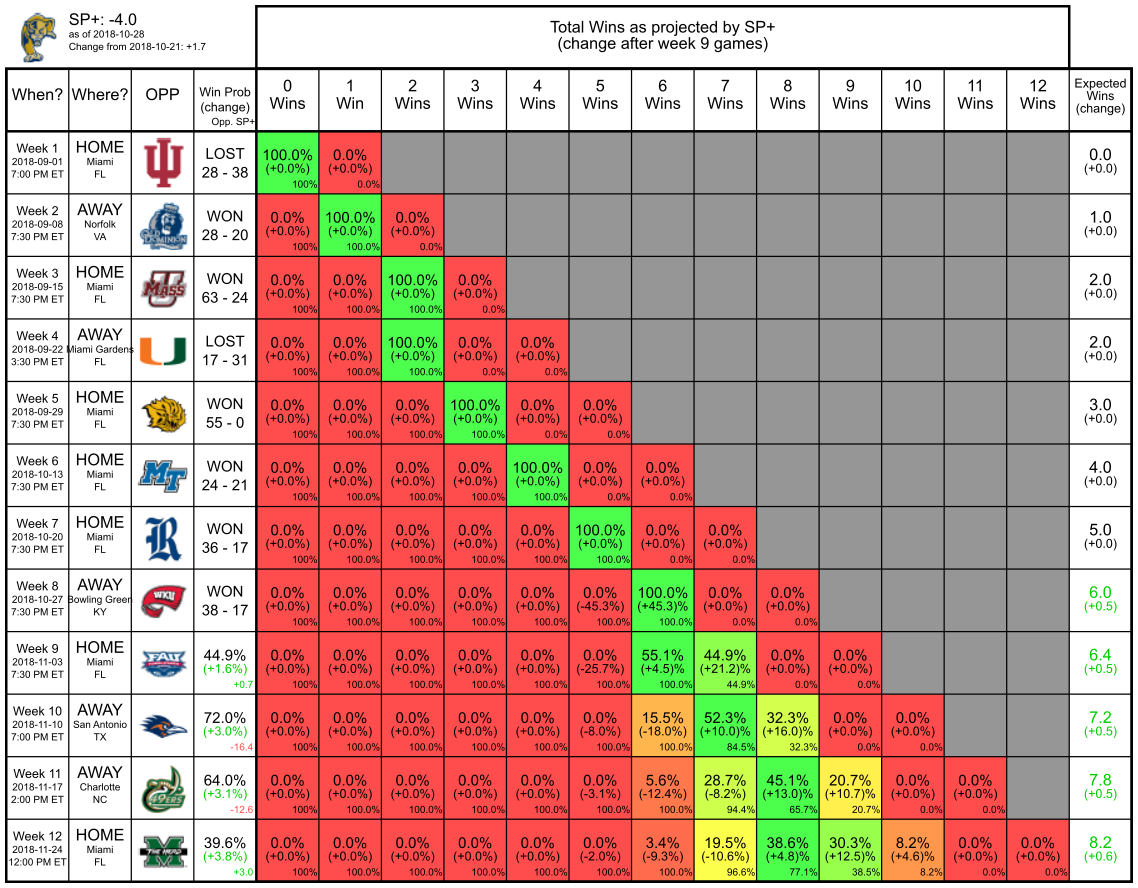 SP+: -4.0
as of 2018-10-28
Change from 2018-10-21: +1.7
Total Wins as projected by SP+
(change after week 9 games)
When? Where? OPP Win Prob (change) Opp. SP+ 0 Wins 1 Win 2 Wins 3 Wins 4 Wins 5 Wins 6 Wins 7 Wins 8 Wins 9 Wins 10 Wins 11 Wins 12 Wins Expected Wins (change)
Week 1 HOME LOST 100.0% 0.0% 0.0
2018-09-01 Miami (+0.0%) (+0.0%) (+0.0)
7:00 PM ET FL 28 - 38 100% 0.0%
Week 2 AWAY OLD DOMINION WON 0.0% 100.0% 0.0% 1.0
2018-09-08 Norfolk (+0.0%) (+0.0%) (+0.0%) (+0.0)
7:30 PM ET VA 28 - 20 100% 100.0% 0.0%
Week 3 HOME MASS WON 0.0% 0.0% 100.0% 0.0% 2.0
2018-09-15 Miami (+0.0%) (+0.0%) (+0.0%) (+0.0%) (+0.0)
7:30 PM ET FL 63 - 24 100% 100.0% 100.0% 0.0%
Week 4 AWAY U LOST 0.0% 0.0% 100.0% 0.0% 0.0% 2.0
2018-09-22 Miami Gardens (+0.0%) (+0.0%) (+0.0%) (+0.0%) (+0.0%) (+0.0)
3:30 PM ET FL 17 - 31 100% 100.0% 100.0% 0.0% 0.0%
Week 5 HOME WON 0.0% 0.0% 0.0% 100.0% 0.0% 0.0% 3.0
2018-09-29 Miami (+0.0%) (+0.0%) (+0.0%) (+0.0%) (+0.0%) (+0.0%) (+0.0)
7:30 PM ET FL 55 - 0 100% 100.0% 100.0% 100.0% 0.0% 0.0%
Week 6 HOME MT WON 0.0% 0.0% 0.0% 0.0% 100.0% 0.0% 0.0% 4.0
2018-10-13 Miami (+0.0%) (+0.0%) (+0.0%) (+0.0%) (+0.0%) (+0.0%) (+0.0%) (+0.0)
7:30 PM ET FL 24 - 21 100% 100.0% 100.0% 100.0% 100.0% 0.0% 0.0%
Week 7 HOME R WON 0.0% 0.0% 0.0% 0.0% 0.0% 100.0% 0.0% 0.0% 5.0
2018-10-20 Miami (+0.0%) (+0.0%) (+0.0%) (+0.0%) (+0.0%) (+0.0%) (+0.0%) (+0.0%) (+0.0)
7:30 PM ET FL 36 - 17 100% 100.0% 100.0% 100.0% 100.0% 100.0% 0.0% 0.0%
Week 8 AWAY WKU WON 0.0% 0.0% 0.0% 0.0% 0.0% 0.0% 100.0% 0.0% 0.0% 6.0
2018-10-27 Bowling Green (+0.0%) (+0.0%) (+0.0%) (+0.0%) (+0.0%) (-45.3%) (+45.3)% (+0.0%) (+0.0%) (+0.5)
7:30 PM ET KY 38 - 17 100% 100.0% 100.0% 100.0% 100.0% 100.0% 100.0% 0.0% 0.0%
Week 9 HOME FAU 44.9% 0.0% 0.0% 0.0% 0.0% 0.0% 0.0% 55.1% 44.9% 0.0% 0.0% 6.4
2018-11-03 Miami (+1.6%) (+0.0%) (+0.0%) (+0.0%) (+0.0%) (+0.0%) (-25.7%) (+4.5)% (+21.2)% (+0.0%) (+0.0%) (+0.5)
7:30 PM ET FL +0.7 100% 100.0% 100.0% 100.0% 100.0% 100.0% 100.0% 44.9% 0.0% 0.0%
Week 10 AWAY 72.0% 0.0% 0.0% 0.0% 0.0% 0.0% 0.0% 15.5% 52.3% 32.3% 0.0% 0.0% 7.2
2018-11-10 San Antonio (+3.0%) (+0.0%) (+0.0%) (+0.0%) (+0.0%) (+0.0%) (-8.0%) (-18.0%) (+10.0)% (+16.0)% (+0.0%) (+0.0%) (+0.5)
7:00 PM ET TX -16.4 100% 100.0% 100.0% 100.0% 100.0% 100.0% 100.0% 84.5% 32.3% 0.0% 0.0%
Week 11 AWAY 49ERS 64.0% 0.0% 0.0% 0.0% 0.0% 0.0% 0.0% 5.6% 28.7% 45.1% 20.7% 0.0% 0.0% 7.8
2018-11-17 Charlotte (+3.1%) (+0.0%) (+0.0%) (+0.0%) (+0.0%) (+0.0%) (-3.1%) (-12.4%) (-8.2%) (+13.0)% (+10.7)% (+0.0%) (+0.0%) (+0.5)
2:00 PM ET NC -12.6 100% 100.0% 100.0% 100.0% 100.0% 100.0% 100.0% 94.4% 65.7% 20.7% 0.0% 0.0%
Week 12 HOME THE HERD 39.6% 0.0% 0.0% 0.0% 0.0% 0.0% 0.0% 3.4% 19.5% 38.6% 30.3% 8.2% 0.0% 0.0% 8.2
2018-11-24 Miami (+3.8%) (+0.0%) (+0.0%) (+0.0%) (+0.0%) (+0.0%) (-2.0%) (-9.3%) (-10.6%) (+4.8)% (+12.5)% (+4.6)% (+0.0%) (+0.0%) (+0.6)
12:00 PM ET FL +3.0 100% 100.0% 100.0% 100.0% 100.0% 100.0% 100.0% 96.6% 77.1% 38.5% 8.2% 0.0% 0.0%